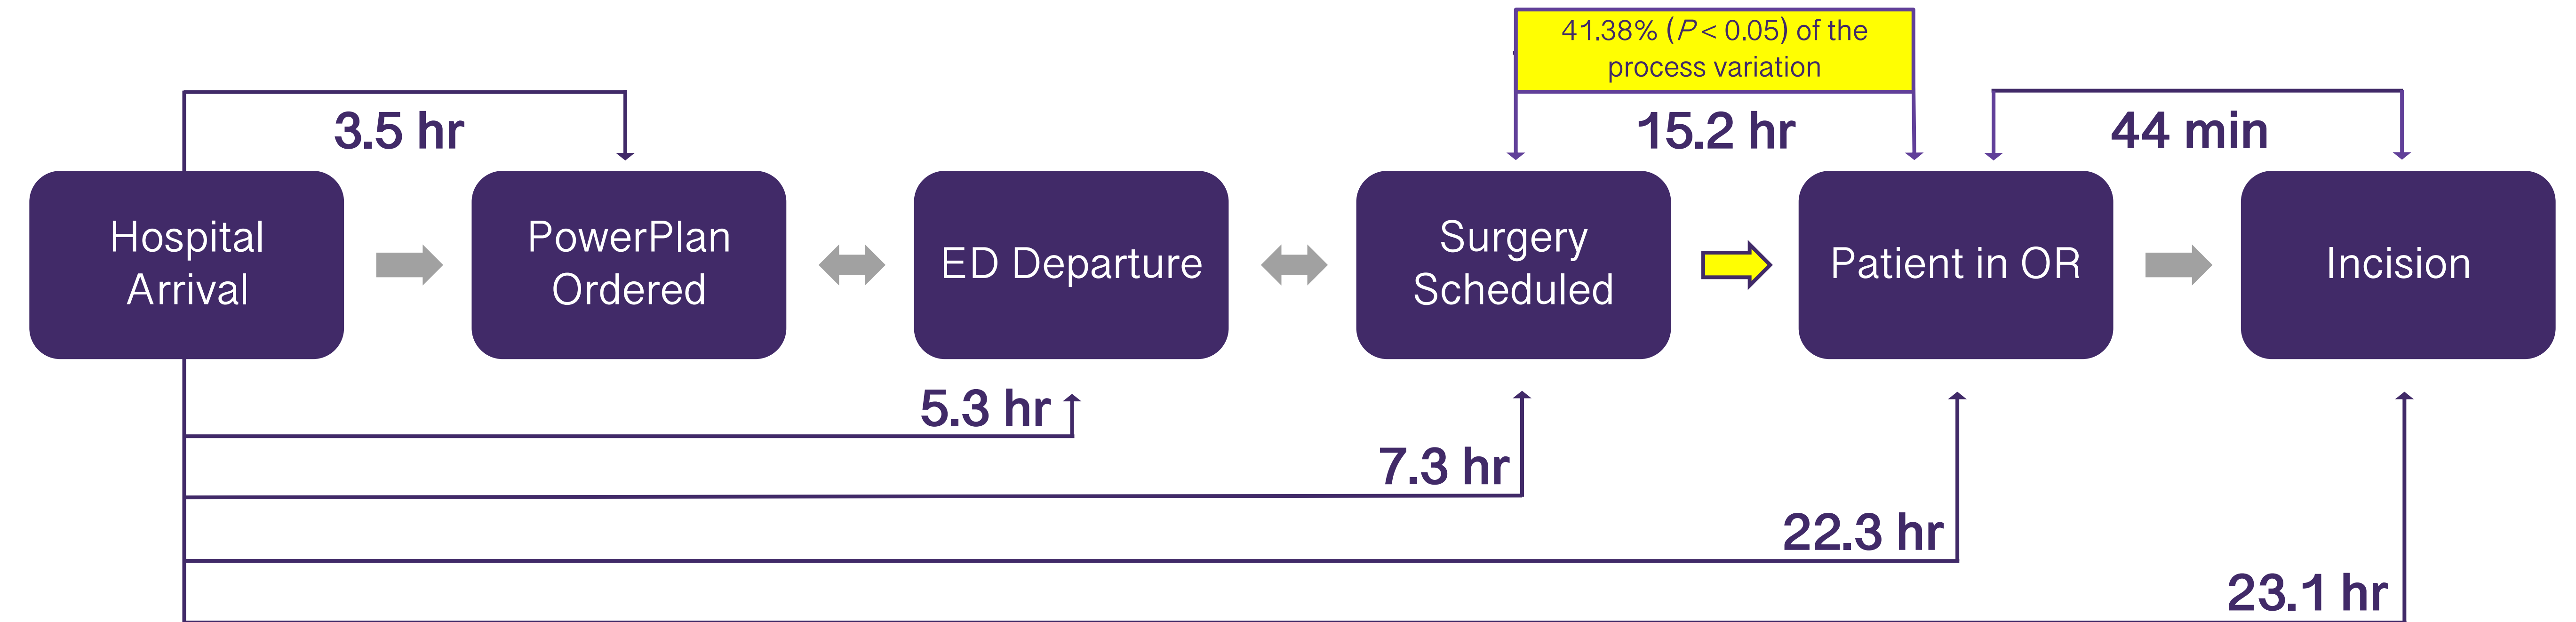 41.38% (P < 0.05) of the
process variation
3.5 hr
15.2 hr
44 min
Hospital
Arrival
PowerPlan
Ordered
ED Departure
Surgery
Scheduled
Patient in OR
Incision
5.3 hr
7.3 hr
22.3 hr
23.1 hr